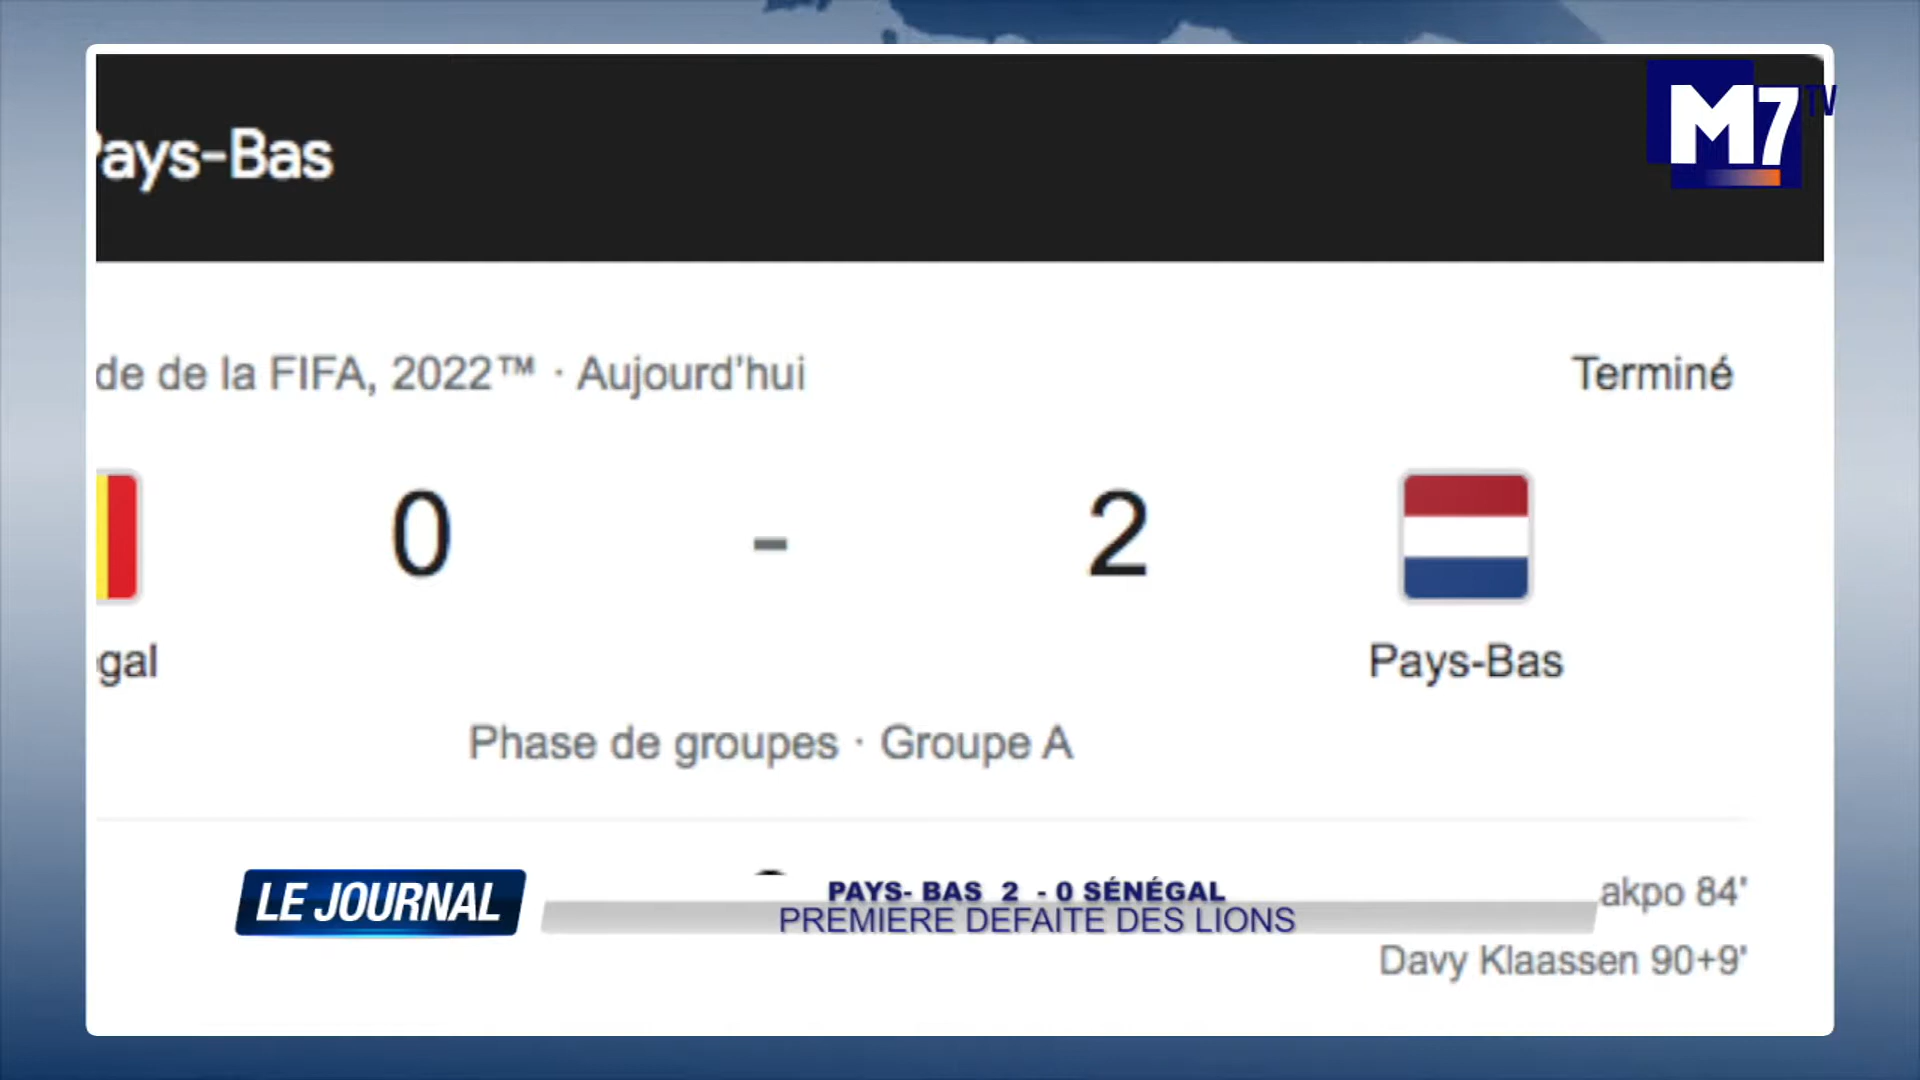 M7 TV
Pays-Bas
de de la FIFA, 2022™ · Aujourd'hui
Terminé
0 - 2
gal
Pays-Bas
Phase de groupes · Groupe A
LE JOURNAL
PAYS- BAS 2 - 0 SÉNÉGAL
PREMIERE DEFAITE DES LIONS
akpo 84'
Davy Klaassen 90+9'